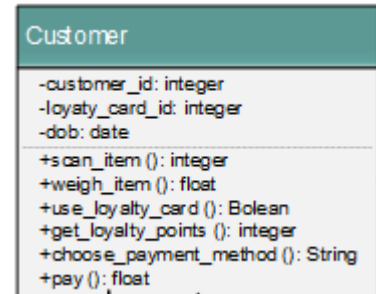 Customer
-customer_id: integer
-loyaty_card_id: integer
-dob: date
+scan_item (): integer
+weigh_item (): float
+use_loyalty_card (): Bolean
+get_loyalty_points (): integer
+choose_payment_method (): String
+pay (): float